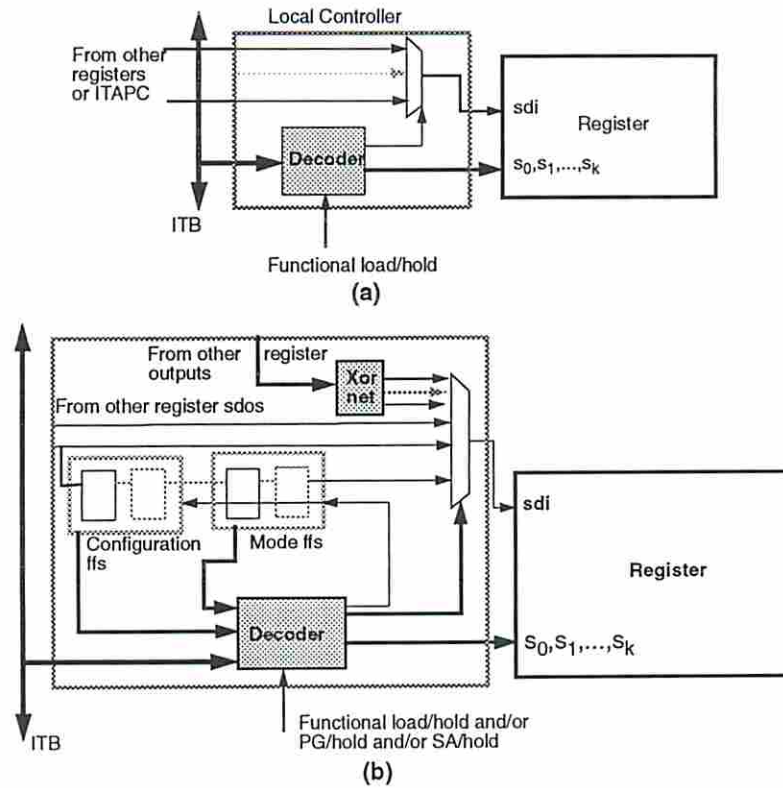 Local Controller
From other
registers
or ITAPC
Decoder
sdi
Register
s0,s1,...,sk
ITB
Functional load/hold
(a)
From other
outputs
register
Xor
net
From other register sdos
Configuration
ffs
Mode ffs
sdi
Register
Decoder
s0,s1,...,sk
Functional load/hold and/or
PG/hold and/or SA/hold
ITB
(b)